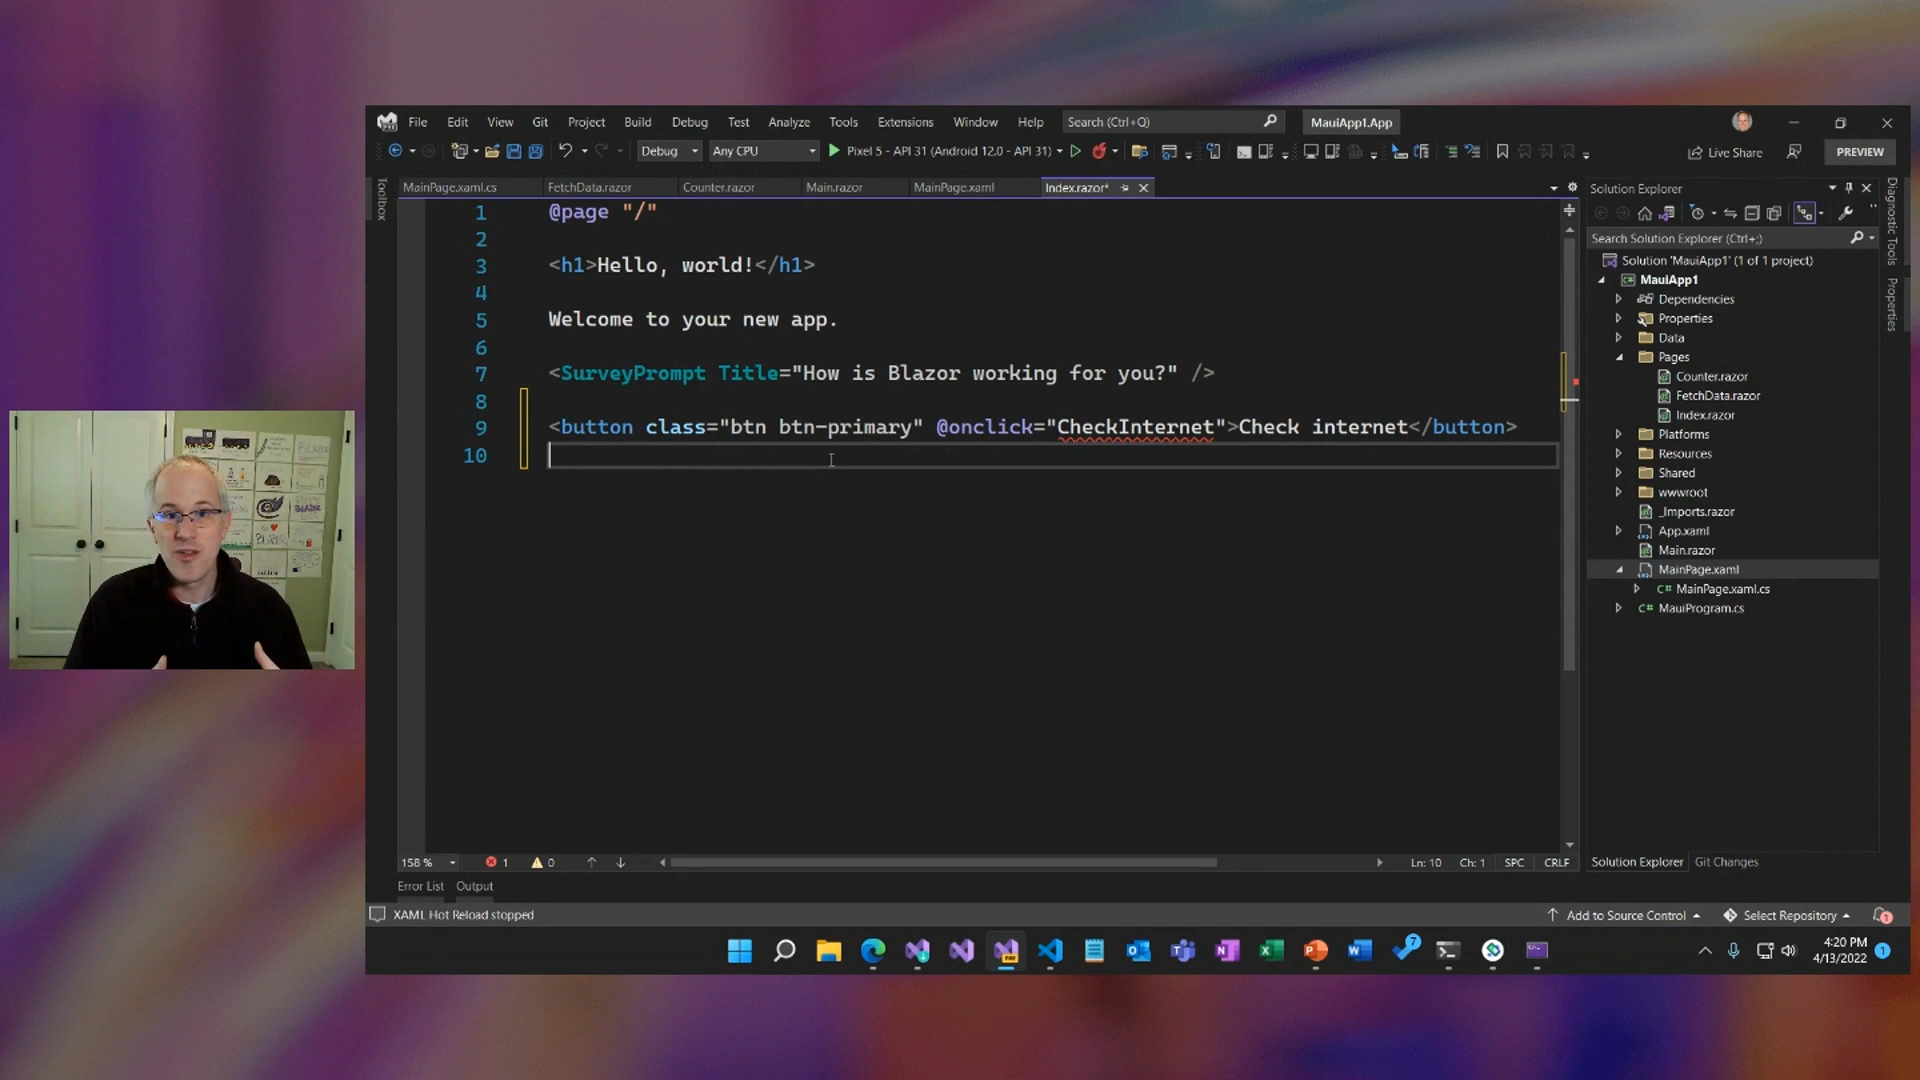 File Edit View Git Project Build Debug Test Analyze Tools Extensions Window Help Search (Ctrl+Q) MauiApp1.App
Debug Any CPU Pixel 5 - API 31 (Android 12.0 - API 31) Live Share PREVIEW
Toolbox
MainPage.xaml.cs FetchData.razor Counter.razor Main.razor MainPage.xaml Index.razor*
1 @page "/"
2
3 <h1>Hello, world!</h1>
4
5 Welcome to your new app.
6
7 <SurveyPrompt Title="How is Blazor working for you?" />
8
9 <button class="btn btn-primary" @onclick="CheckInternet">Check internet</button>
10
Solution Explorer
Search Solution Explorer (Ctrl+;)
Solution 'MauiApp1' (1 of 1 project)
MauiApp1
Dependencies
Properties
Data
Pages
Counter.razor
FetchData.razor
Index.razor
Platforms
Resources
Shared
wwwroot
_Imports.razor
App.xaml
Main.razor
MainPage.xaml
C# MainPage.xaml.cs
C# MauiProgram.cs
Diagnostic Tools
Properties
158 % 1 0 Ln: 10 Ch: 1 SPC CRLF
Solution Explorer Git Changes
Error List Output
XAML Hot Reload stopped Add to Source Control Select Repository 1
7
4:20 PM
4/13/2022 1